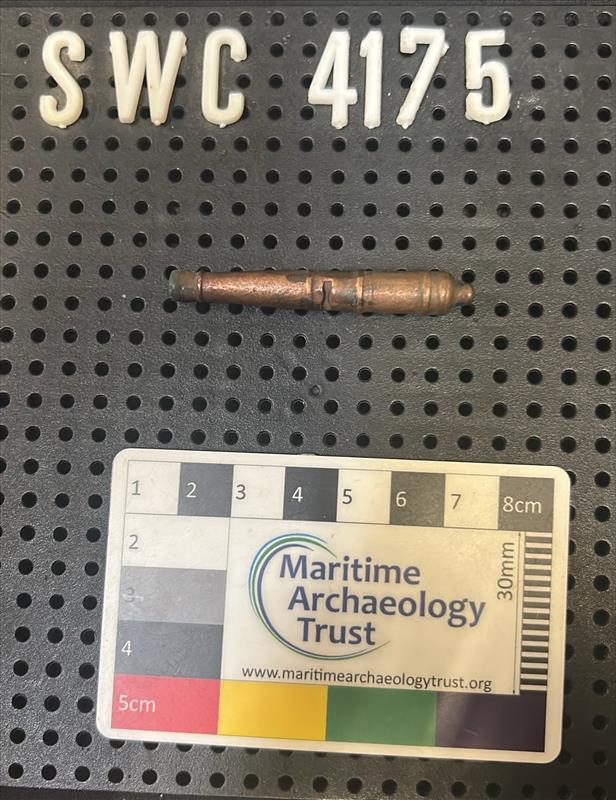 SWC 4175
1 2 3 4 5 6 7 8cm
2
3
4
5cm
Maritime
Archaeology
Trust
www.maritimearchaeologytrust.org
30mm